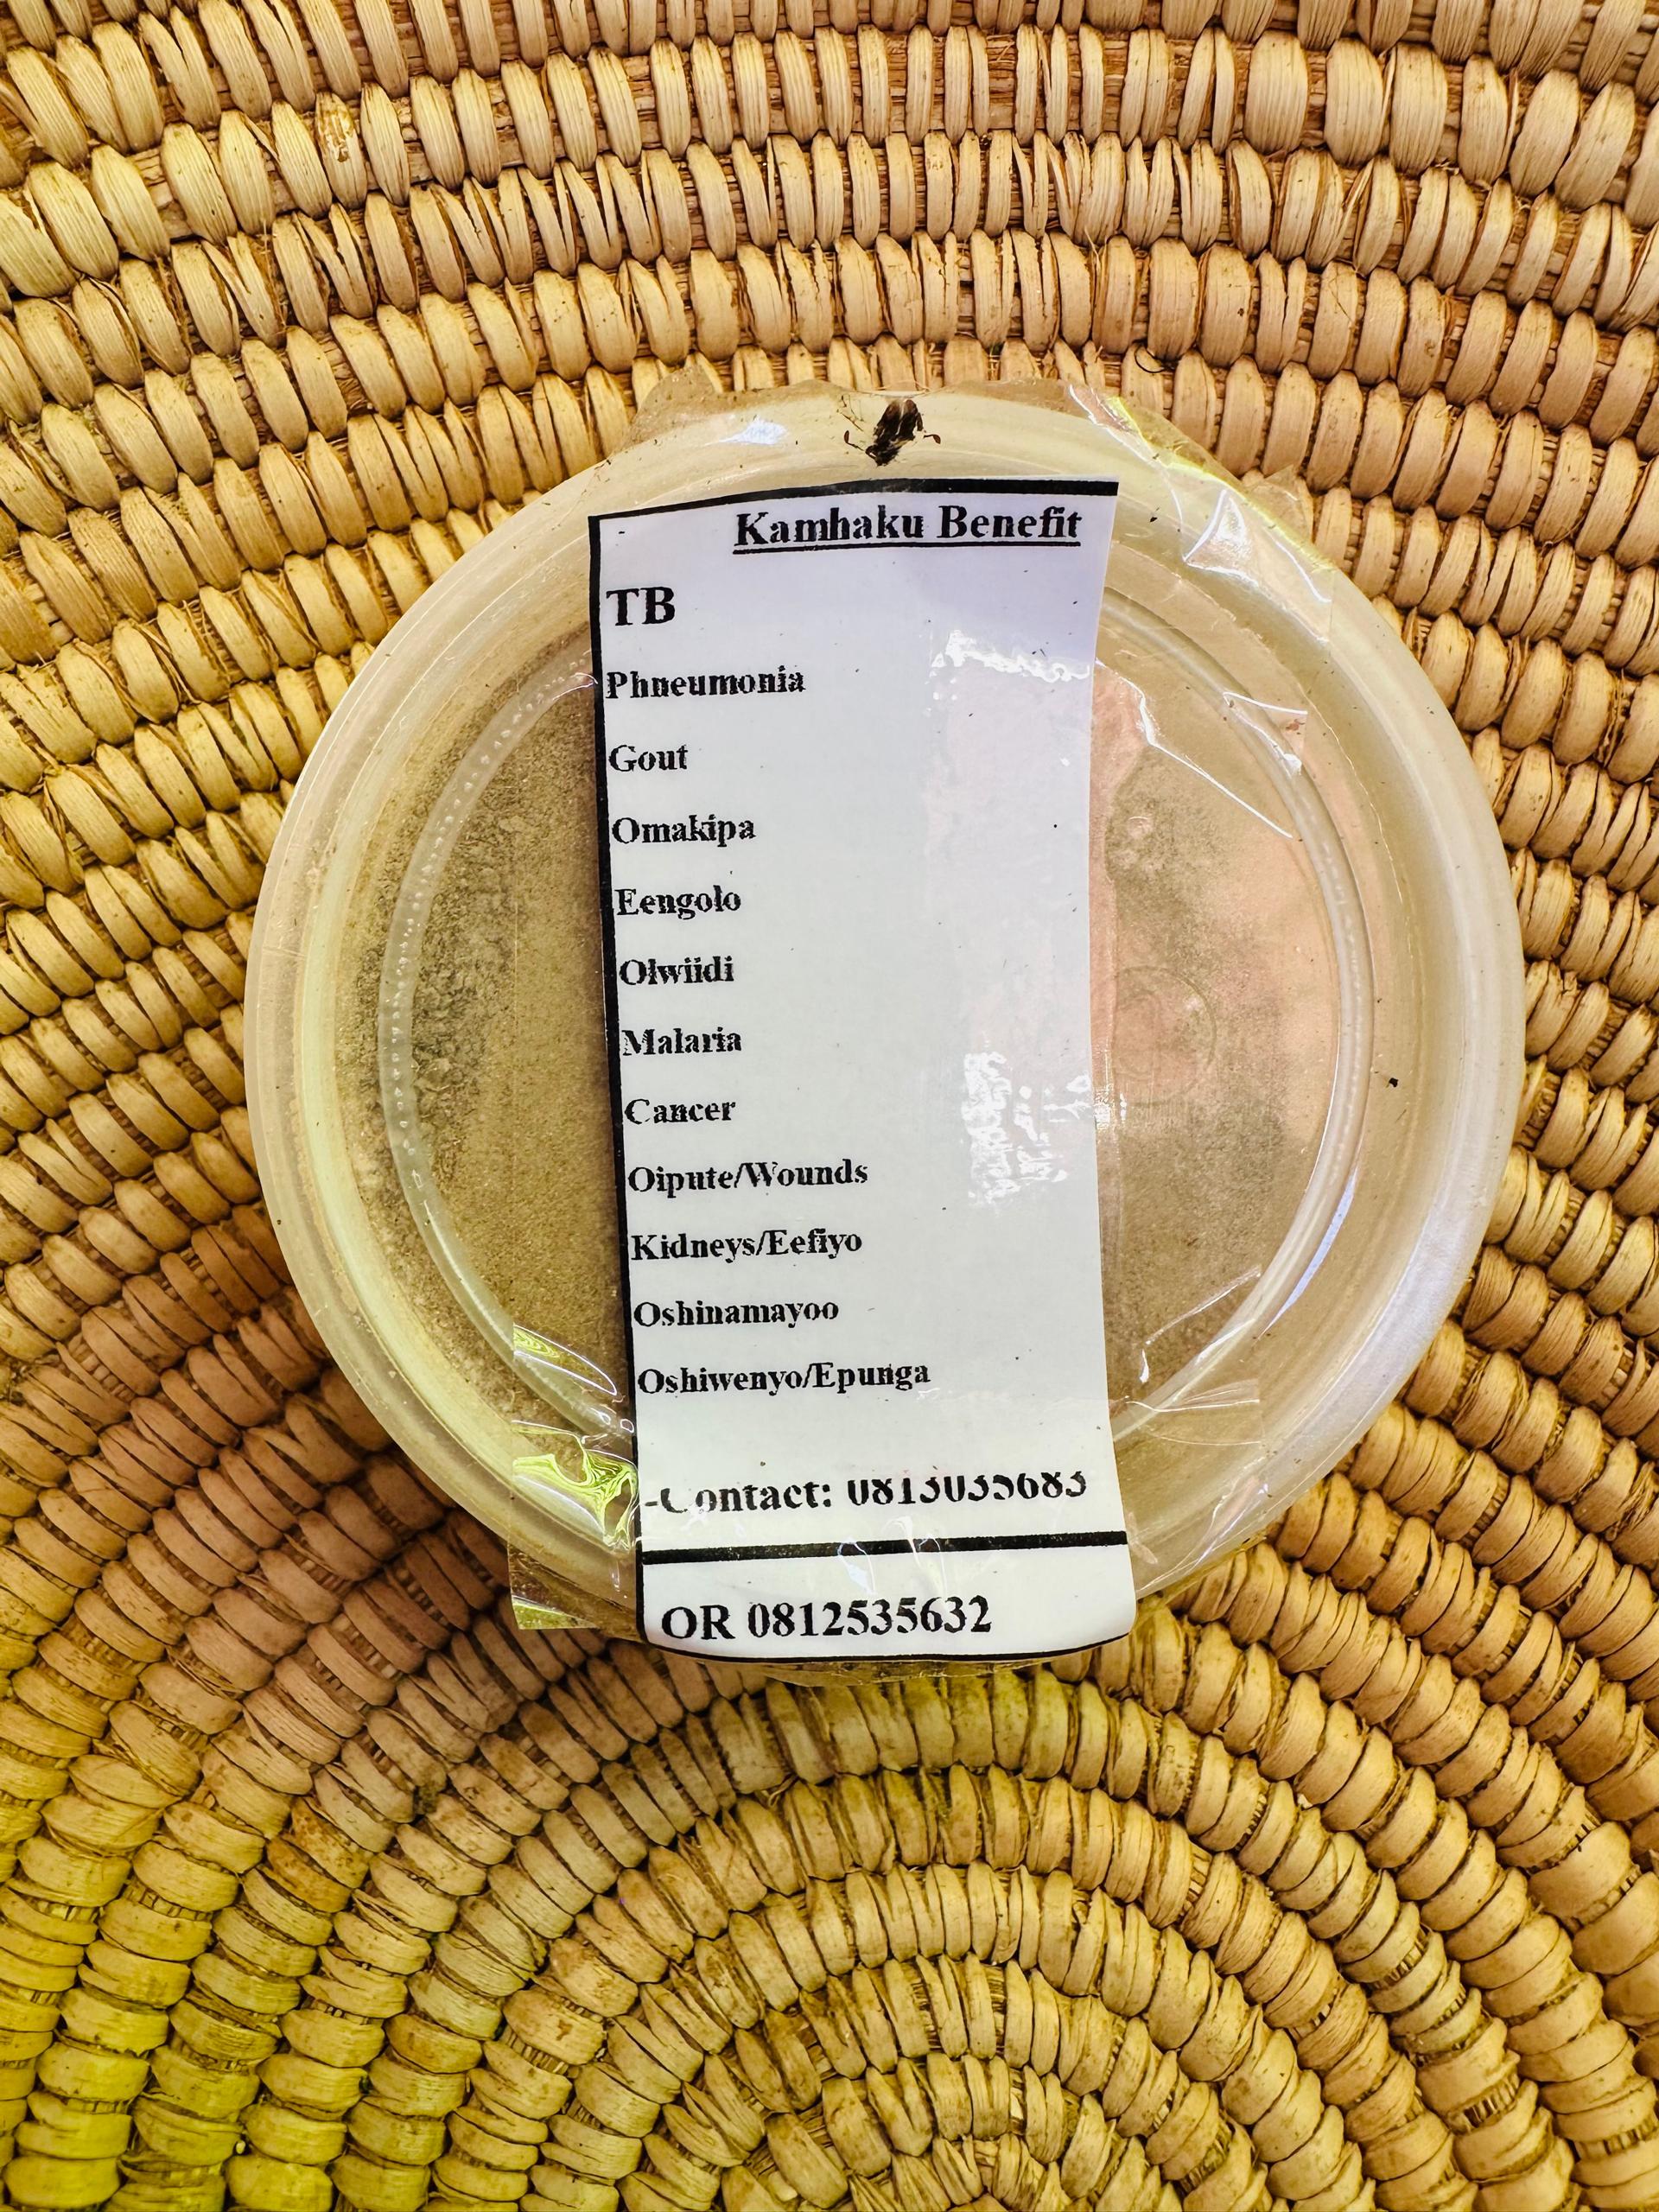 Kamhaku Benefit
TB
Phneumonia
Gout
Omakipa
Eengolo
Olwiidi
Malaria
Cancer
Oipute/Wounds
Kidneys/Eefiyo
Oshinamayoo
Oshiwenyo/Epunga
-Contact:
OR 0812535632